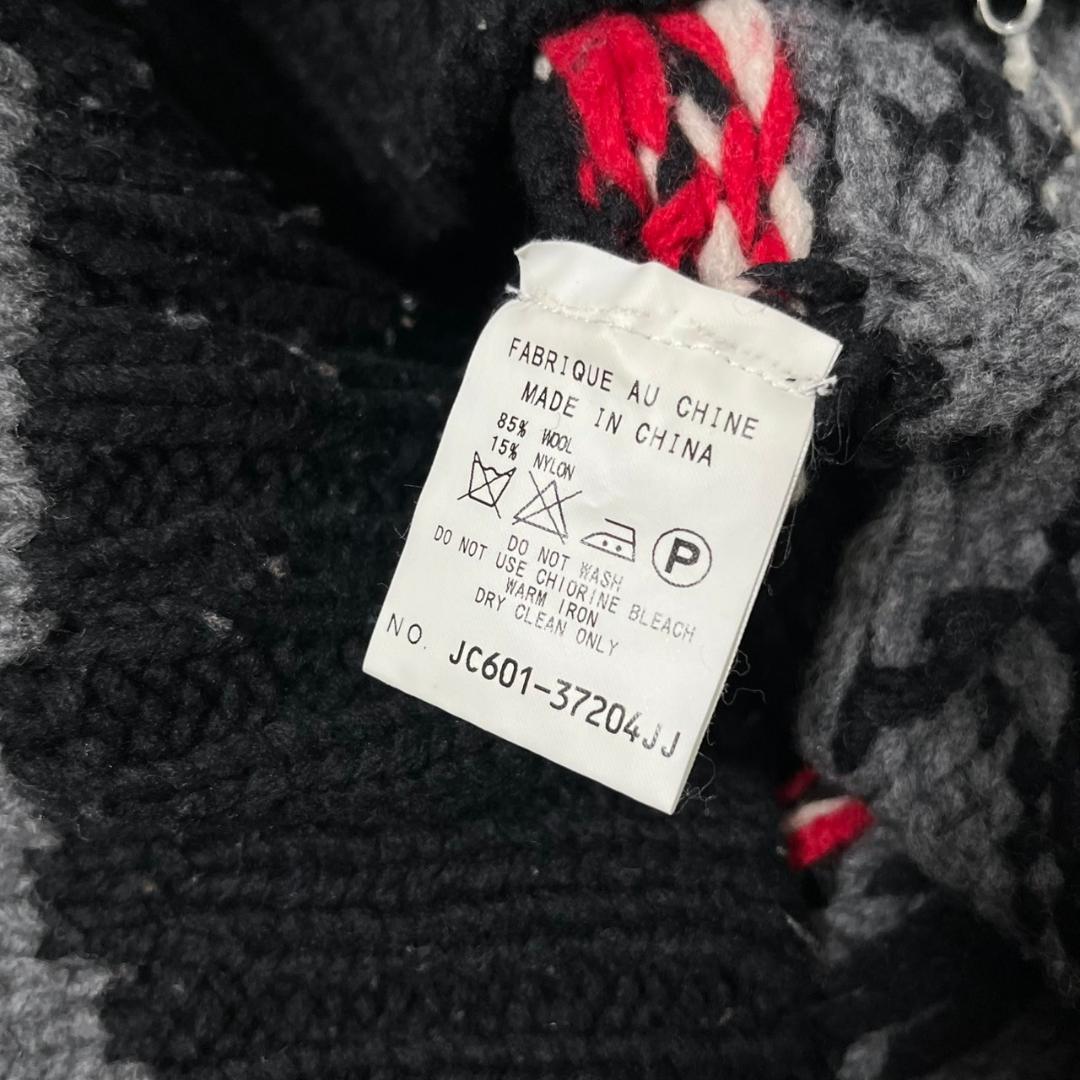 FABRIQUE AU CHINE
MADE IN CHINA
85% WOOL
15% NYLON
P
DO NOT WASH
DO NOT USE CHIORINE BLEACH
WARM IRON
DRY CLEAN ONLY
NO. JC601-37204JJ